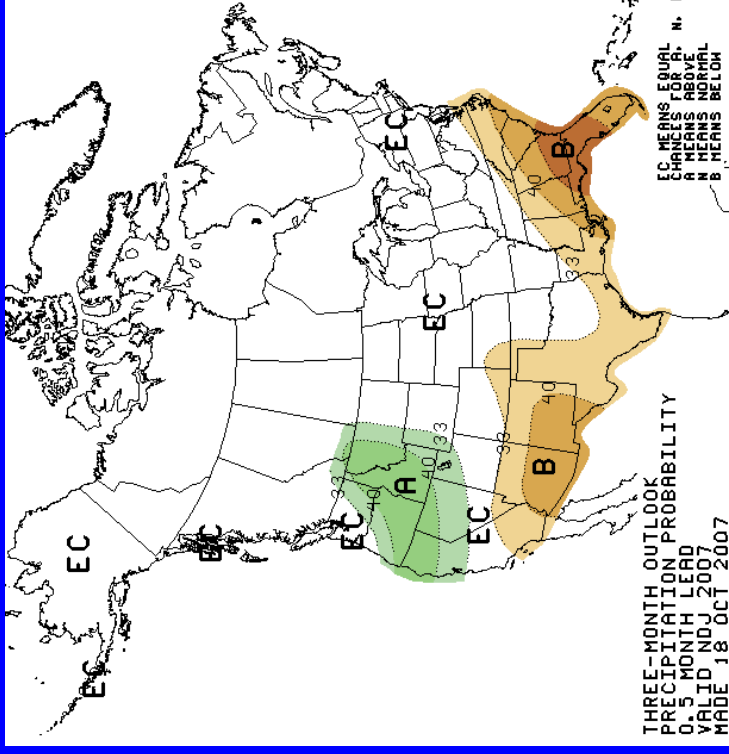 EC
EC
EC
33
EC
40
EC
A
40
EC
33
EC
33
40
B
40
B
33
THREE-MONTH OUTLOOK
PRECIPITATION PROBABILITY
0.5 MONTH LEAD
VALID NDJ 2007
MADE 18 OCT 2007
EC MEANS EQUAL
CHANCES FOR A, N,
A MEANS ABOVE
N MEANS NORMAL
B MEANS BELOW